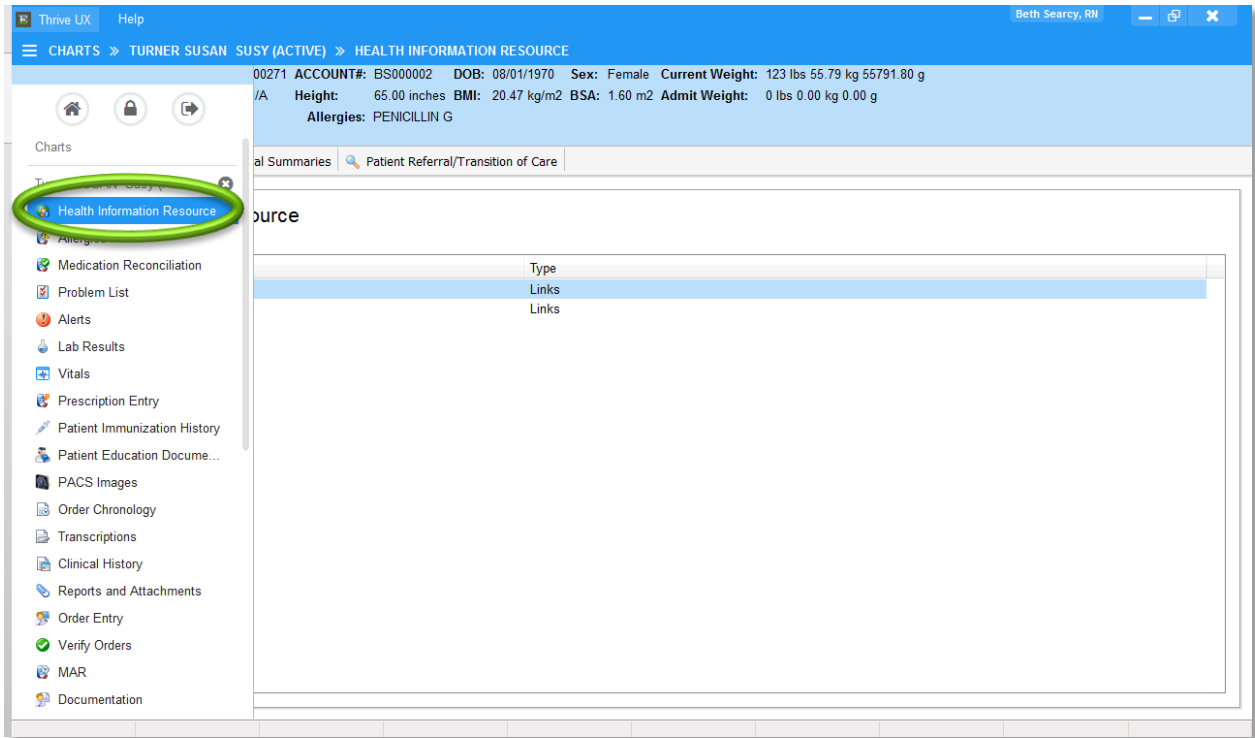 Thrive UX Help Beth Searcy, RN
CHARTS » TURNER SUSAN SUSY (ACTIVE) » HEALTH INFORMATION RESOURCE
00271 ACCOUNT#: BS000002 DOB: 08/01/1970 Sex: Female Current Weight: 123 lbs 55.79 kg 55791.80 g
/A Height: 65.00 inches BMI: 20.47 kg/m2 BSA: 1.60 m2 Admit Weight: 0 lbs 0.00 kg 0.00 g
Allergies: PENICILLIN G
Charts
al Summaries Patient Referral/Transition of Care
Health Information Resource
ource
Allergies
Medication Reconciliation
Type
Problem List
Links
Links
Alerts
Lab Results
Vitals
Prescription Entry
Patient Immunization History
Patient Education Docume...
PACS Images
Order Chronology
Transcriptions
Clinical History
Reports and Attachments
Order Entry
Verify Orders
MAR
Documentation